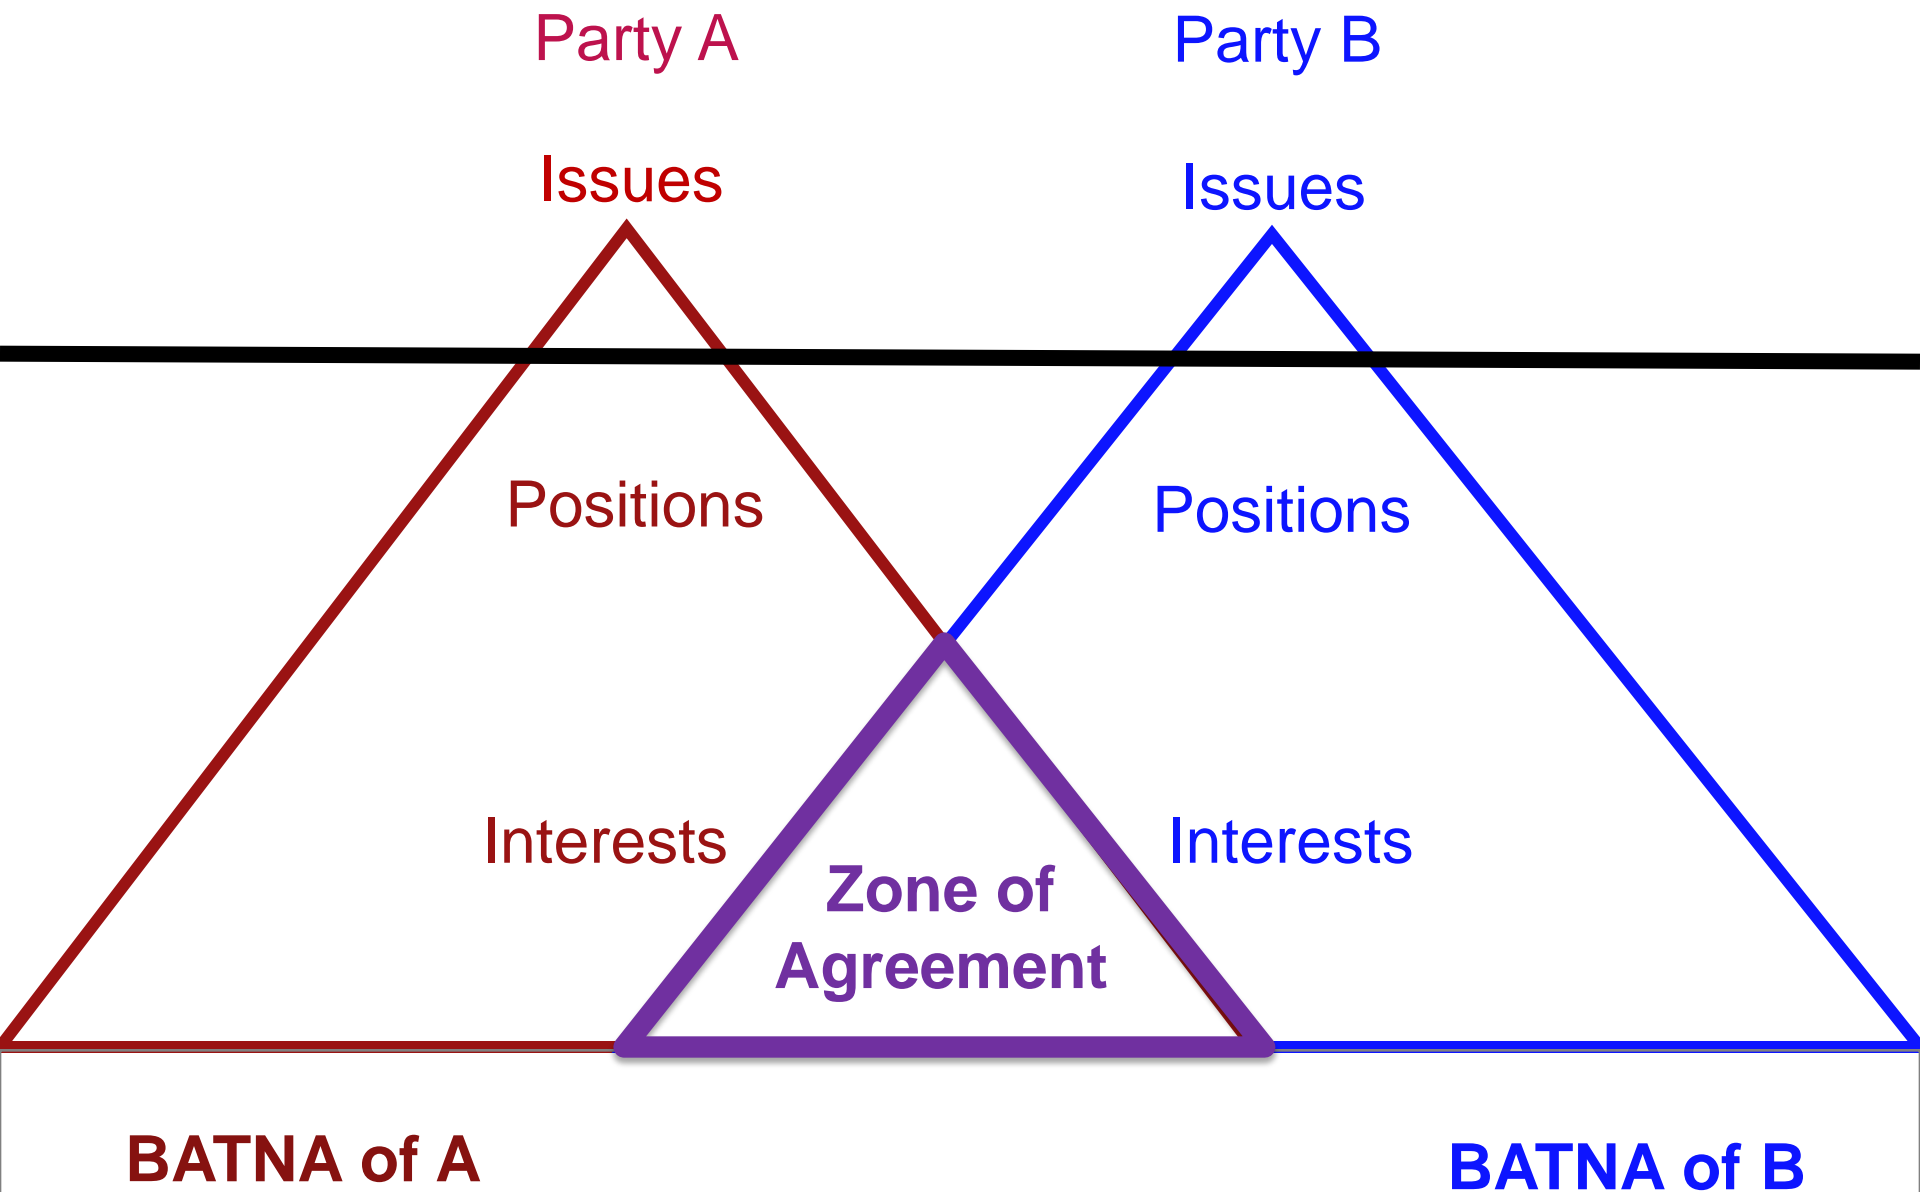 Party A
Party B
Issues
Issues
Positions
Positions
Interests
Interests
Zone of
Agreement
BATNA of A
BATNA of B